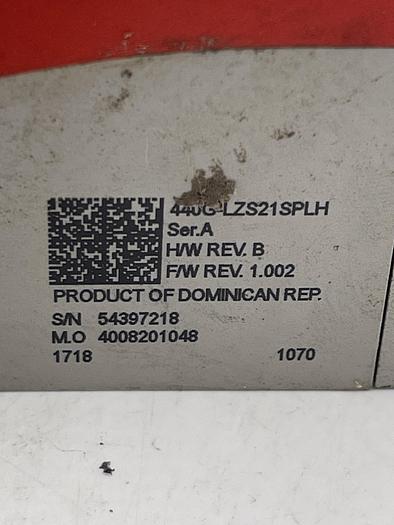 440G-LZS21SPLH
Ser.A
H/W REV. B
F/W REV. 1.002
PRODUCT OF DOMINICAN REP.
S/N 54397218
M.O 4008201048
1718 1070